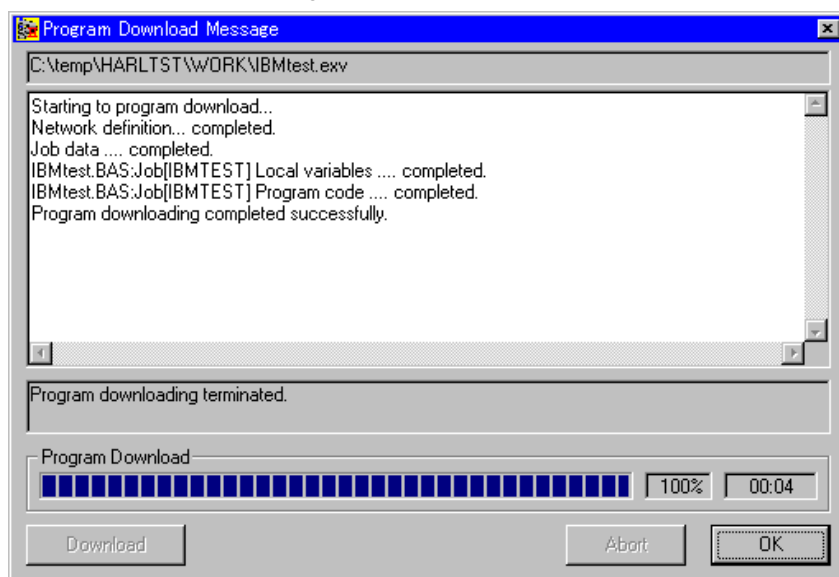 Program Download Message
C:\temp\HARLTST\WORK\IBMtest.exv
Starting to program download...
Network definition... completed.
Job data .... completed.
IBMtest.BAS:Job[IBMTEST] Local variables .... completed.
IBMtest.BAS:Job[IBMTEST] Program code .... completed.
Program downloading completed successfully.
Program downloading terminated.
Program Download
100% 00:04
Download Abort OK